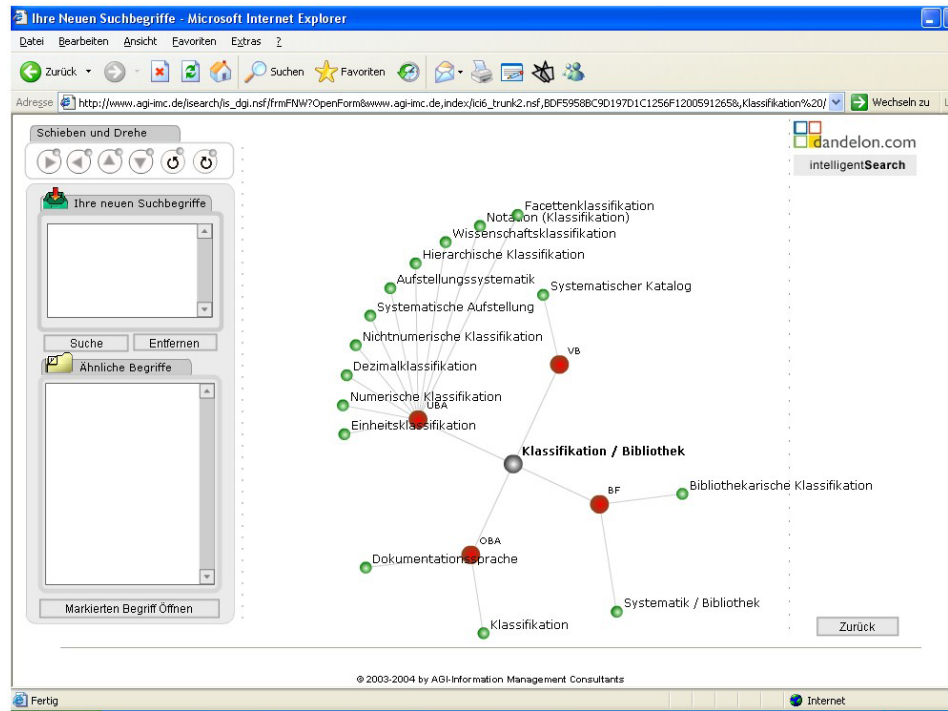 Ihre Neuen Suchbegriffe - Microsoft Internet Explorer
Datei Bearbeiten Ansicht Favoriten Extras ?
Zurück Suchen Favoriten
Adresse http://www.agi-imc.de/isearch/is_dgi.nsf/frmFNW?OpenForm&www.agi-imc.de,index/ici6_trunk2.nsf,BDF5958BC9D197D1C1256F1200591265&,Klassifikation%20/ Wechseln zu
Schieben und Drehe
dandelon.com
intelligentSearch
Ihre neuen Suchbegriffe
Suche Entfernen
Ähnliche Begriffe
Markierten Begriff Öffnen
Facettenklassifikation
Notation (Klassifikation)
Wissenschaftsklassifikation
Hierarchische Klassifikation
Aufstellungssystematik
Systematischer Katalog
Systematische Aufstellung
Nichtnumerische Klassifikation
VB
Dezimalklassifikation
Numerische Klassifikation
UBA
Einheitsklassifikation
Klassifikation / Bibliothek
Bibliothekarische Klassifikation
BF
OBA
Dokumentationssprache
Systematik / Bibliothek
Klassifikation
Zurück
© 2003-2004 by AGI-Information Management Consultants
Fertig Internet